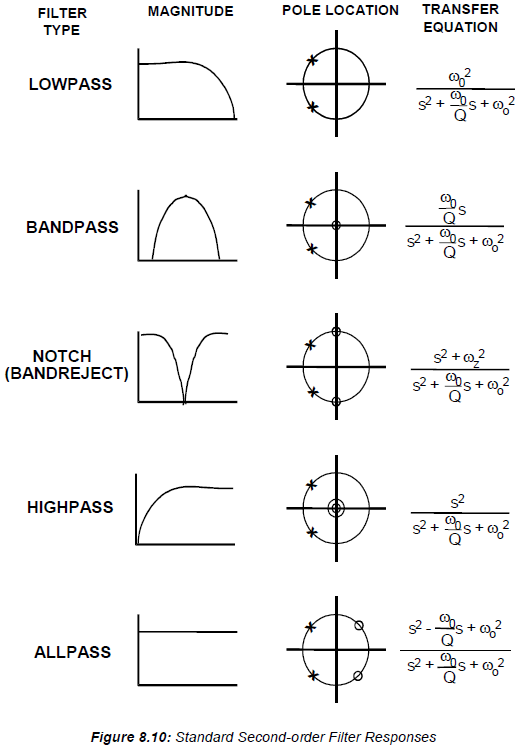 FILTER TYPE
MAGNITUDE
POLE LOCATION
TRANSFER EQUATION
LOWPASS
ω₀²
s² + ω₀/Q s + ωₒ²
BANDPASS
ω₀/Q s
s² + ω₀/Q s + ωₒ²
NOTCH
(BANDREJECT)
s² + ω_z²
s² + ω₀/Q s + ωₒ²
HIGHPASS
s²
s² + ω₀/Q s + ωₒ²
ALLPASS
s² - ω₀/Q s + ωₒ²
s² + ω₀/Q s + ωₒ²
Figure 8.10: Standard Second-order Filter Responses